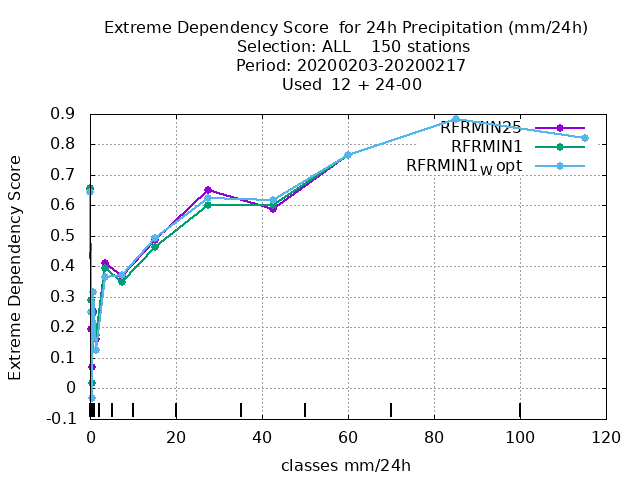 Extreme Dependency Score  for 24h Precipitation (mm/24h)
Selection: ALL    150 stations
Period: 20200203-20200217
Used  12 + 24-00
0.9
0.8
0.7
0.6
0.5
0.4
0.3
0.2
0.1
0
-0.1
Extreme Dependency Score
RFRMIN25
RFRMIN1
RFRMIN1W opt
0 20 40 60 80 100 120
classes mm/24h